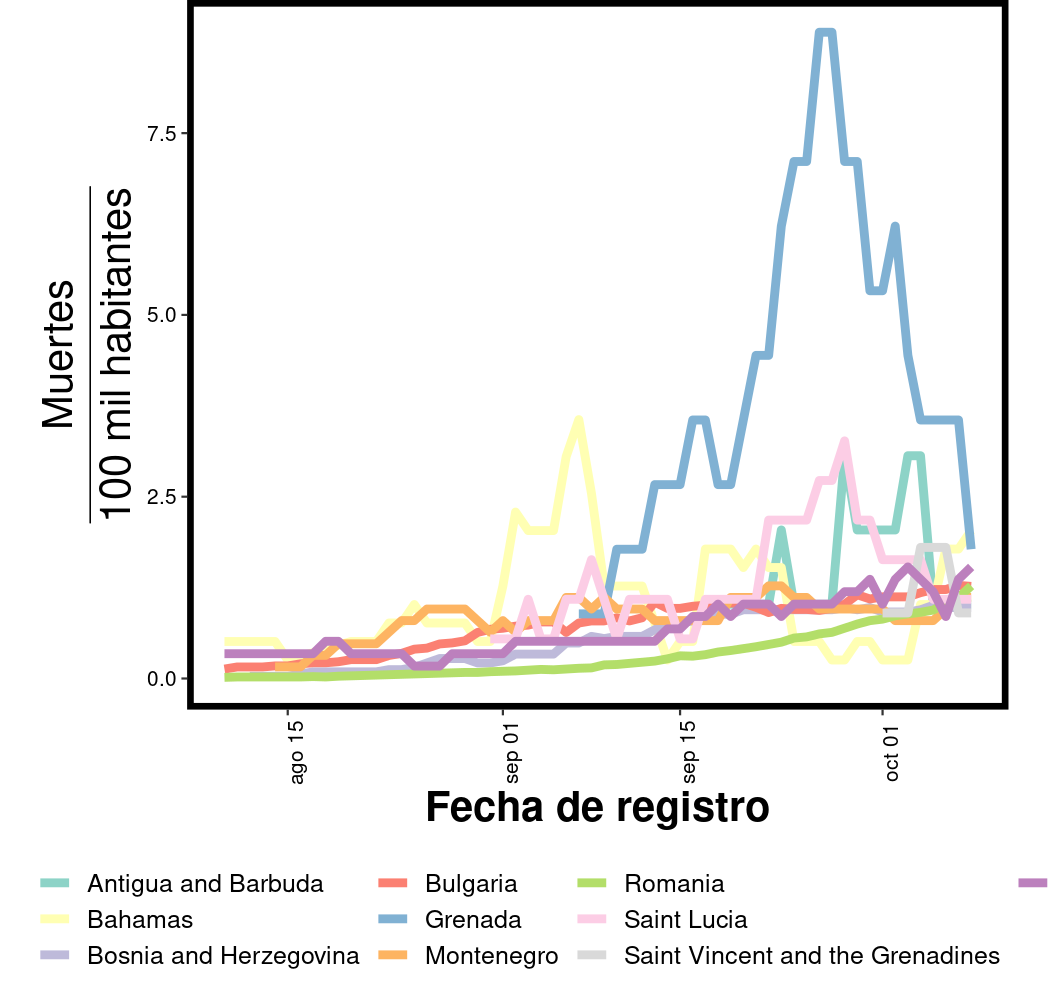 Muertes
100 mil habitantes
7.5
5.0
2.5
0.0
ago 15
sep 01
sep 15
oct 01
Fecha de registro
Antigua and Barbuda
Bahamas
Bosnia and Herzegovina
Bulgaria
Grenada
Montenegro
Romania
Saint Lucia
Saint Vincent and the Grenadines